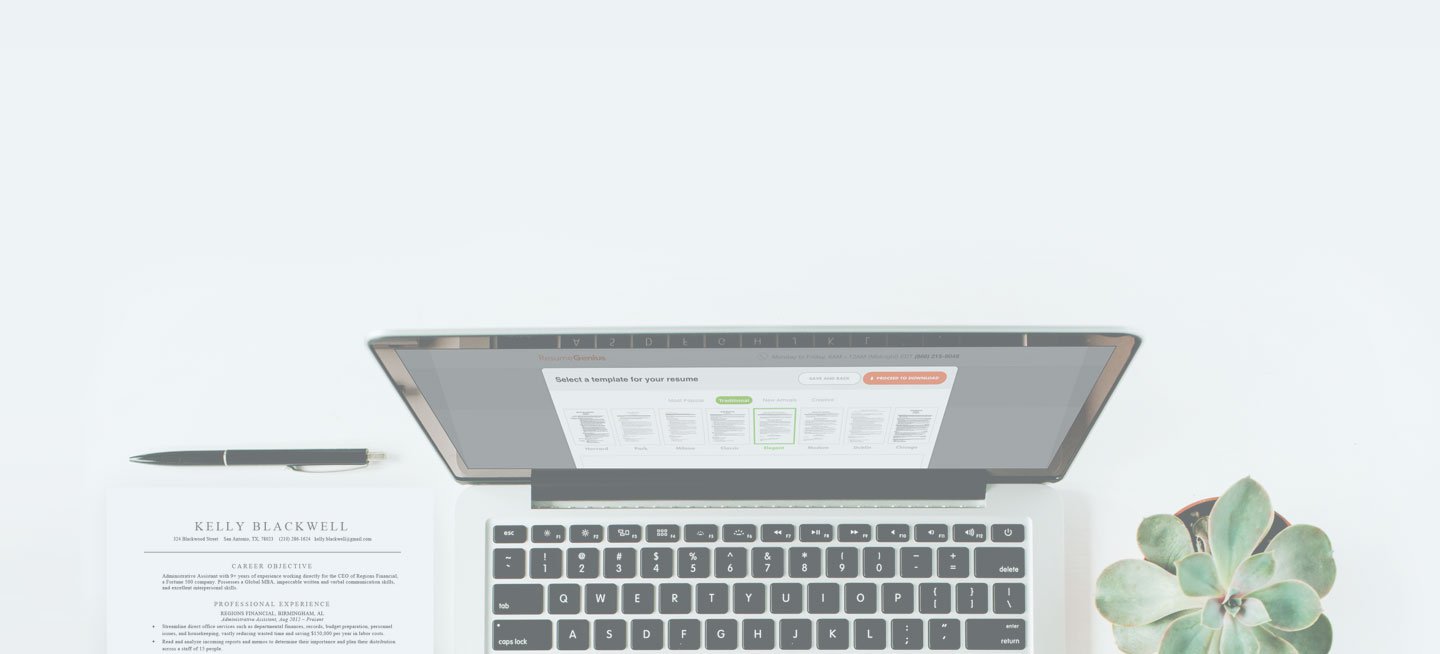 ResumeGenius
Monday to Friday, 8AM – 12AM (Midnight) EDT (866) 215-9048
Select a template for your resume
SAVE AND BACK
PROCEED TO DOWNLOAD
Most Popular Traditional New Arrivals Creative
Harvard Park Milano Classic Elegant Modern Dublin Chicago
KELLY BLACKWELL
324 Blackwood Street San Antonio, TX, 78023 (210) 286-1624 kelly.blackwell@gmail.com
CAREER OBJECTIVE
Administrative Assistant with 9+ years of experience working directly for the CEO of Regions Financial,
a Fortune 500 company. Possesses a Global MBA, impeccable written and verbal communication skills,
and excellent interpersonal skills.
PROFESSIONAL EXPERIENCE
REGIONS FINANCIAL, BIRMINGHAM, AL
Administrative Assistant, Aug 2012 – Present
• Streamline direct office services such as departmental finances, records, budget preparation, personnel
issues, and housekeeping, vastly reducing wasted time and saving $150,000 per year in labor costs.
• Read and analyze incoming reports and memos to determine their importance and plan their distribution.
across a staff of 15 people.
esc F1 F2 F3 F4 F5 F6 F7 F8 F9 F10 F11 F12
~ ! @ # $ % ^ & * ( ) _ +
` 1 2 3 4 5 6 7 8 9 0 - = delete
tab Q W E R T Y U I O P { [ } ] | \
caps lock A S D F G H J K L : ; " ' enter return